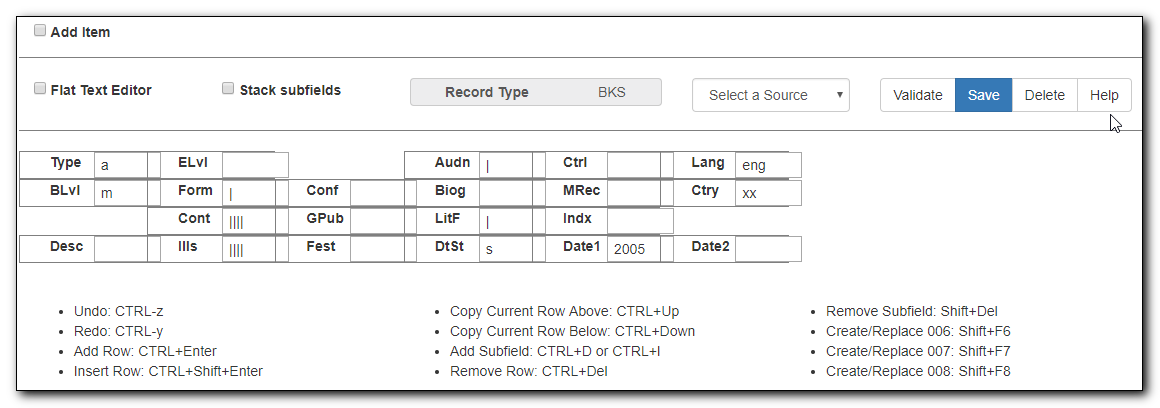 Add Item
Flat Text Editor Stack subfields Record Type BKS Select a Source Validate Save Delete Help
Type a ELvl Audn | Ctrl Lang eng
BLvl m Form | Conf Biog MRec Ctry xx
Cont |||| GPub LitF | Indx
Desc Ills |||| Fest DtSt s Date1 2005 Date2
Undo: CTRL-z
Redo: CTRL-y
Add Row: CTRL+Enter
Insert Row: CTRL+Shift+Enter
Copy Current Row Above: CTRL+Up
Copy Current Row Below: CTRL+Down
Add Subfield: CTRL+D or CTRL+I
Remove Row: CTRL+Del
Remove Subfield: Shift+Del
Create/Replace 006: Shift+F6
Create/Replace 007: Shift+F7
Create/Replace 008: Shift+F8